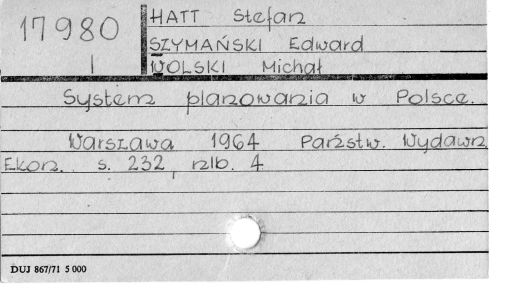 17980
HATT Stefan
SZYMAŃSKI Edward
WOLSKI Michał
System planowania w Polsce.
Warszawa 1964 Państw. Wydawn
Ekon. s. 232, nlb. 4
DUJ 867/71 5 000